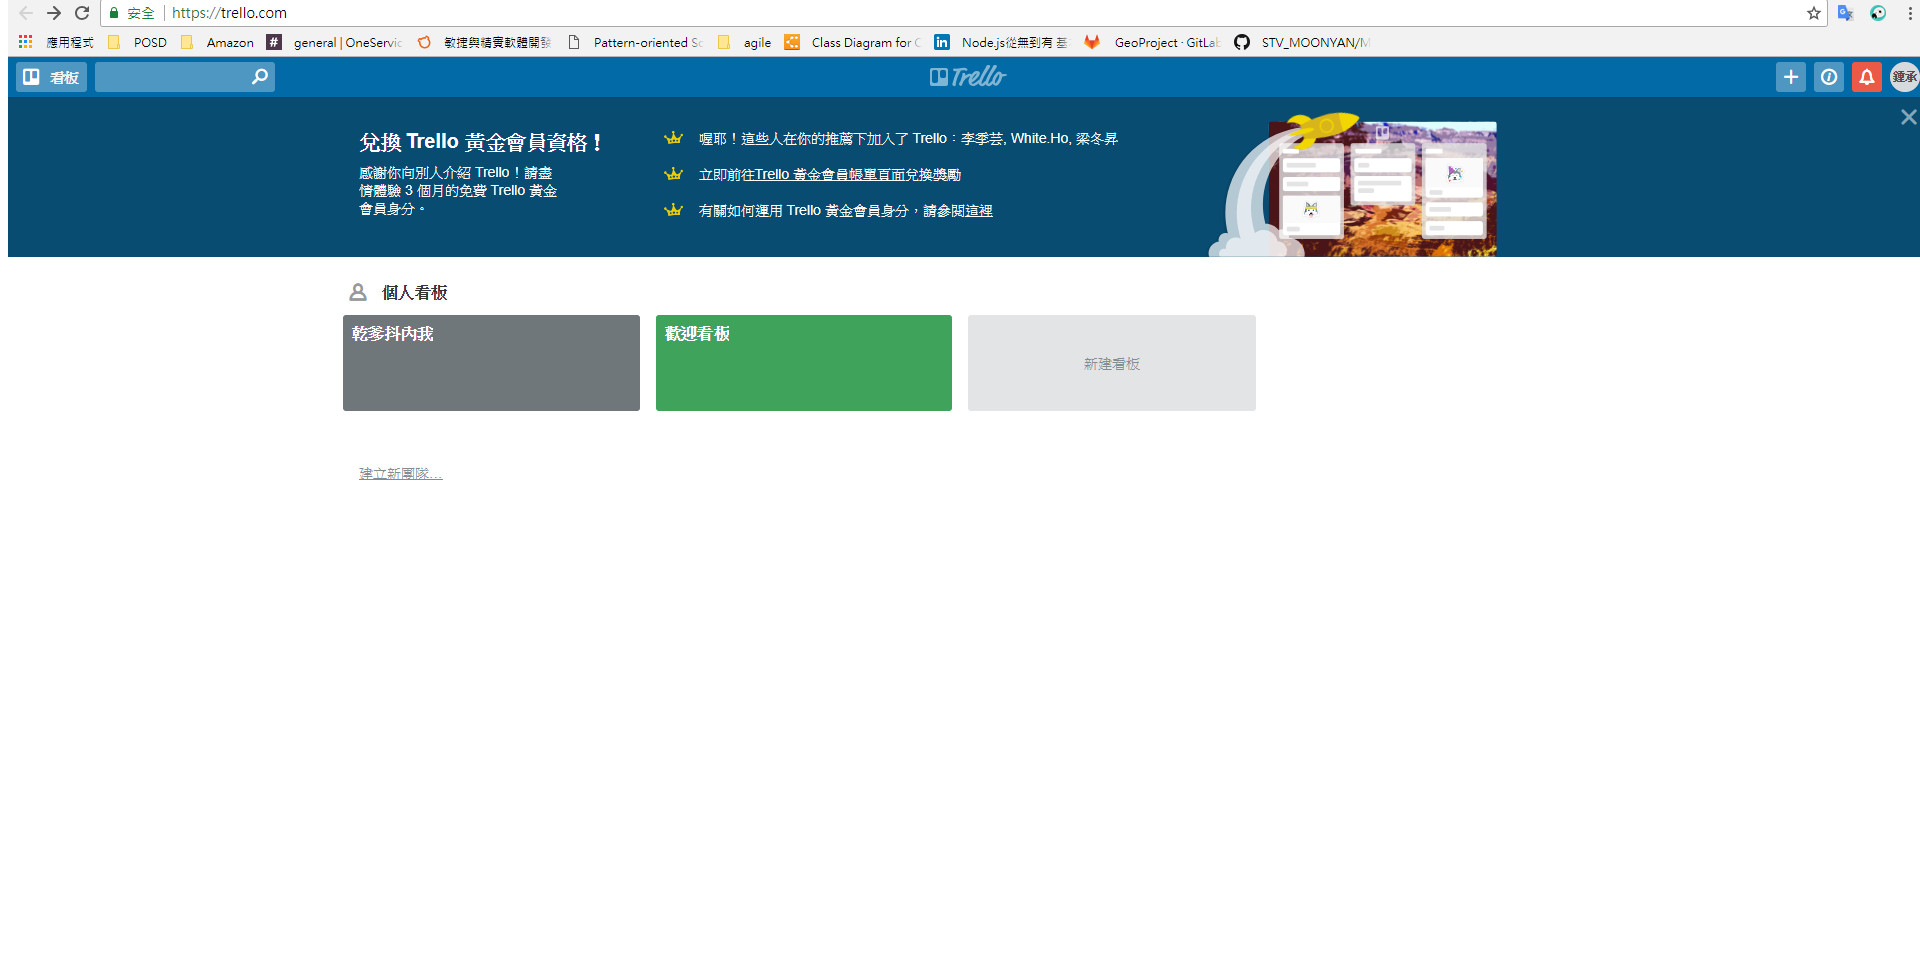 安全 https://trello.com
應用程式 POSD Amazon general | OneServic 敏捷與精實軟體開發 Pattern-oriented So agile Class Diagram for C Node.js從無到有 基 GeoProject · GitLab STV_MOONYAN/M
看板 Trello 鍾承
兌換 Trello 黃金會員資格！
感謝你向別人介紹 Trello！請盡
情體驗 3 個月的免費 Trello 黃金
會員身分。
喔耶！這些人在你的推薦下加入了 Trello：李季芸, White.Ho, 梁冬昇
立即前往Trello 黃金會員帳單頁面兌換獎勵
有關如何運用 Trello 黃金會員身分，請參閱這裡
個人看板
乾爹抖內我 歡迎看板 新建看板
建立新團隊…